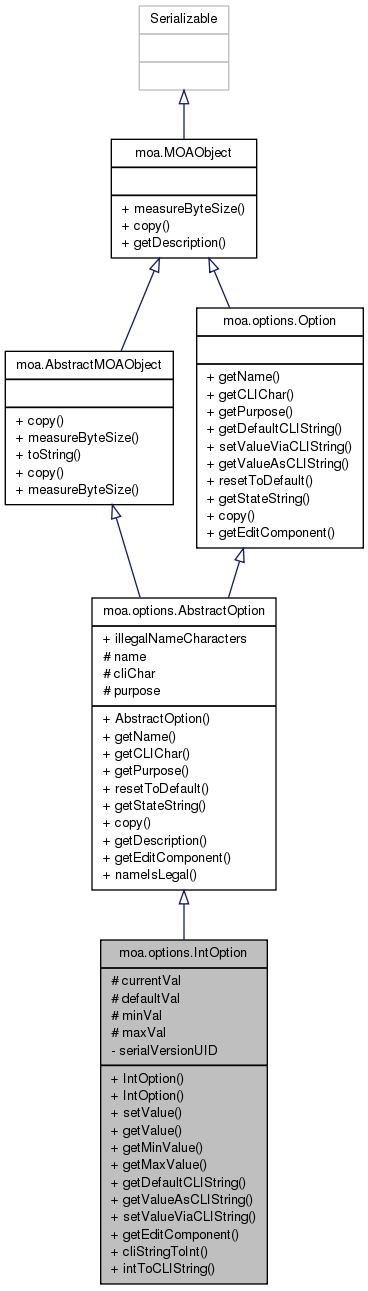 Serializable
moa.MOAObject
+ measureByteSize()
+ copy()
+ getDescription()
moa.AbstractMOAObject
+ copy()
+ measureByteSize()
+ toString()
+ copy()
+ measureByteSize()
moa.options.Option
+ getName()
+ getCLIChar()
+ getPurpose()
+ getDefaultCLIString()
+ setValueViaCLIString()
+ getValueAsCLIString()
+ resetToDefault()
+ getStateString()
+ copy()
+ getEditComponent()
moa.options.AbstractOption
+ illegalNameCharacters
# name
# cliChar
# purpose
+ AbstractOption()
+ getName()
+ getCLIChar()
+ getPurpose()
+ resetToDefault()
+ getStateString()
+ copy()
+ getDescription()
+ getEditComponent()
+ nameIsLegal()
moa.options.IntOption
# currentVal
# defaultVal
# minVal
# maxVal
- serialVersionUID
+ IntOption()
+ IntOption()
+ setValue()
+ getValue()
+ getMinValue()
+ getMaxValue()
+ getDefaultCLIString()
+ getValueAsCLIString()
+ setValueViaCLIString()
+ getEditComponent()
+ cliStringToInt()
+ intToCLIString()